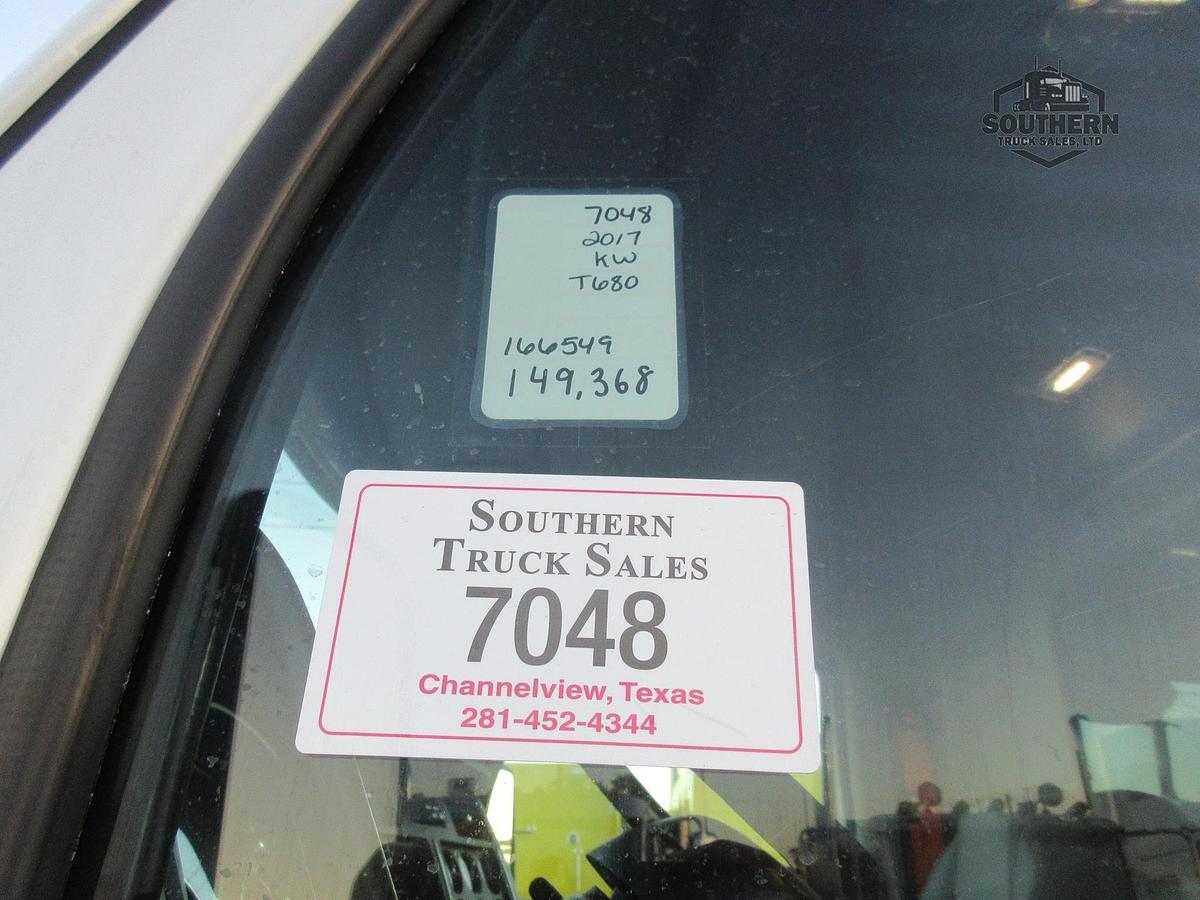 SOUTHERN
TRUCK SALES, LTD
7048
2017
KW
T680
166549
149,368
SOUTHERN
TRUCK SALES
7048
Channelview, Texas
281-452-4344